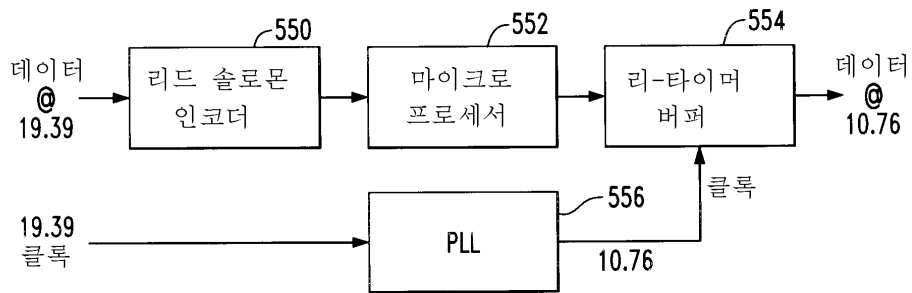 550
552
554
데이터
@
19.39
리드 솔로몬
인코더
마이크로
프로세서
리-타이머
버퍼
데이터
@
10.76
클록
556
19.39
클록
PLL
10.76